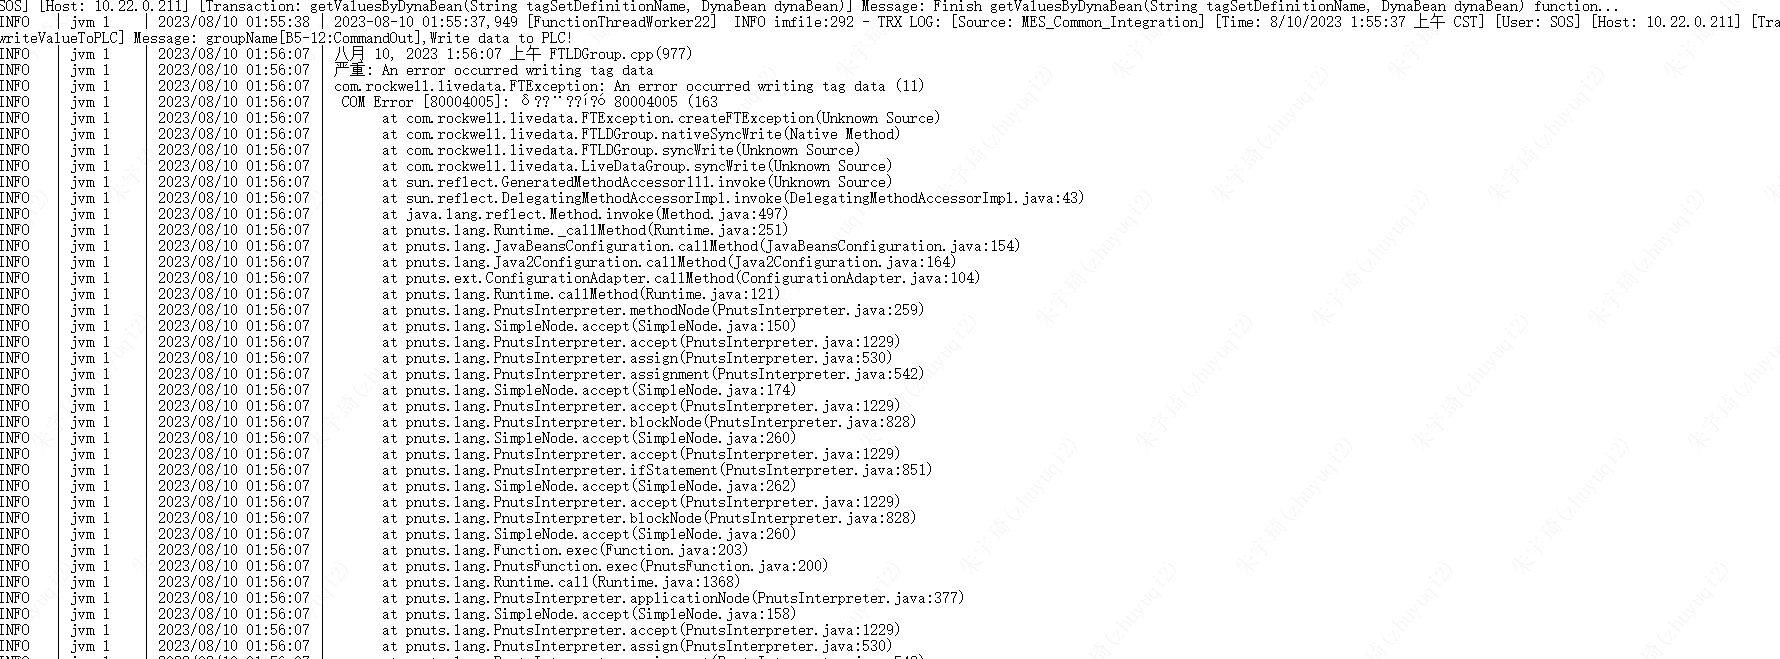 SOS] [Host: 10.22.0.211] [Transaction: getValuesByDynaBean(String tagSetDefinitionName, DynaBean dynaBean)] Message: Finish getValuesByDynaBean(String tagSetDefinitionName, DynaBean dynaBean) function...
INFO | jvm 1 | 2023/08/10 01:55:38 | 2023-08-10 01:55:37,949 [FunctionThreadWorker22] INFO imfile:292 - TRX LOG: [Source: MES_Common_Integration] [Time: 8/10/2023 1:55:37 上午 CST] [User: SOS] [Host: 10.22.0.211] [Tra
writeValueToPLC] Message: groupName[B5-12:CommandOut],Write data to PLC!
INFO | jvm 1 | 2023/08/10 01:56:07 | 八月 10, 2023 1:56:07 上午 FTLDGroup.cpp(977)
INFO | jvm 1 | 2023/08/10 01:56:07 | 严重: An error occurred writing tag data
INFO | jvm 1 | 2023/08/10 01:56:07 | com.rockwell.livedata.FTException: An error occurred writing tag data (11)
INFO | jvm 1 | 2023/08/10 01:56:07 | COM Error [80004005]: δ??¨??í?ó 80004005 (163
INFO | jvm 1 | 2023/08/10 01:56:07 | at com.rockwell.livedata.FTException.createFTException(Unknown Source)
INFO | jvm 1 | 2023/08/10 01:56:07 | at com.rockwell.livedata.FTLDGroup.nativeSyncWrite(Native Method)
INFO | jvm 1 | 2023/08/10 01:56:07 | at com.rockwell.livedata.FTLDGroup.syncWrite(Unknown Source)
INFO | jvm 1 | 2023/08/10 01:56:07 | at com.rockwell.livedata.LiveDataGroup.syncWrite(Unknown Source)
INFO | jvm 1 | 2023/08/10 01:56:07 | at sun.reflect.GeneratedMethodAccessor111.invoke(Unknown Source)
INFO | jvm 1 | 2023/08/10 01:56:07 | at sun.reflect.DelegatingMethodAccessorImpl.invoke(DelegatingMethodAccessorImpl.java:43)
INFO | jvm 1 | 2023/08/10 01:56:07 | at java.lang.reflect.Method.invoke(Method.java:497)
INFO | jvm 1 | 2023/08/10 01:56:07 | at pnuts.lang.Runtime._callMethod(Runtime.java:251)
INFO | jvm 1 | 2023/08/10 01:56:07 | at pnuts.lang.JavaBeansConfiguration.callMethod(JavaBeansConfiguration.java:154)
INFO | jvm 1 | 2023/08/10 01:56:07 | at pnuts.lang.Java2Configuration.callMethod(Java2Configuration.java:164)
INFO | jvm 1 | 2023/08/10 01:56:07 | at pnuts.ext.ConfigurationAdapter.callMethod(ConfigurationAdapter.java:104)
INFO | jvm 1 | 2023/08/10 01:56:07 | at pnuts.lang.Runtime.callMethod(Runtime.java:121)
INFO | jvm 1 | 2023/08/10 01:56:07 | at pnuts.lang.PnutsInterpreter.methodNode(PnutsInterpreter.java:259)
INFO | jvm 1 | 2023/08/10 01:56:07 | at pnuts.lang.SimpleNode.accept(SimpleNode.java:150)
INFO | jvm 1 | 2023/08/10 01:56:07 | at pnuts.lang.PnutsInterpreter.accept(PnutsInterpreter.java:1229)
INFO | jvm 1 | 2023/08/10 01:56:07 | at pnuts.lang.PnutsInterpreter.assign(PnutsInterpreter.java:530)
INFO | jvm 1 | 2023/08/10 01:56:07 | at pnuts.lang.PnutsInterpreter.assignment(PnutsInterpreter.java:542)
INFO | jvm 1 | 2023/08/10 01:56:07 | at pnuts.lang.SimpleNode.accept(SimpleNode.java:174)
INFO | jvm 1 | 2023/08/10 01:56:07 | at pnuts.lang.PnutsInterpreter.accept(PnutsInterpreter.java:1229)
INFO | jvm 1 | 2023/08/10 01:56:07 | at pnuts.lang.PnutsInterpreter.blockNode(PnutsInterpreter.java:828)
INFO | jvm 1 | 2023/08/10 01:56:07 | at pnuts.lang.SimpleNode.accept(SimpleNode.java:260)
INFO | jvm 1 | 2023/08/10 01:56:07 | at pnuts.lang.PnutsInterpreter.accept(PnutsInterpreter.java:1229)
INFO | jvm 1 | 2023/08/10 01:56:07 | at pnuts.lang.PnutsInterpreter.ifStatement(PnutsInterpreter.java:851)
INFO | jvm 1 | 2023/08/10 01:56:07 | at pnuts.lang.SimpleNode.accept(SimpleNode.java:262)
INFO | jvm 1 | 2023/08/10 01:56:07 | at pnuts.lang.PnutsInterpreter.accept(PnutsInterpreter.java:1229)
INFO | jvm 1 | 2023/08/10 01:56:07 | at pnuts.lang.PnutsInterpreter.blockNode(PnutsInterpreter.java:828)
INFO | jvm 1 | 2023/08/10 01:56:07 | at pnuts.lang.SimpleNode.accept(SimpleNode.java:260)
INFO | jvm 1 | 2023/08/10 01:56:07 | at pnuts.lang.Function.exec(Function.java:203)
INFO | jvm 1 | 2023/08/10 01:56:07 | at pnuts.lang.PnutsFunction.exec(PnutsFunction.java:200)
INFO | jvm 1 | 2023/08/10 01:56:07 | at pnuts.lang.Runtime.call(Runtime.java:1368)
INFO | jvm 1 | 2023/08/10 01:56:07 | at pnuts.lang.PnutsInterpreter.applicationNode(PnutsInterpreter.java:377)
INFO | jvm 1 | 2023/08/10 01:56:07 | at pnuts.lang.SimpleNode.accept(SimpleNode.java:158)
INFO | jvm 1 | 2023/08/10 01:56:07 | at pnuts.lang.PnutsInterpreter.accept(PnutsInterpreter.java:1229)
INFO | jvm 1 | 2023/08/10 01:56:07 | at pnuts.lang.PnutsInterpreter.assign(PnutsInterpreter.java:530)
朱宇琦(zhuyuqi2)